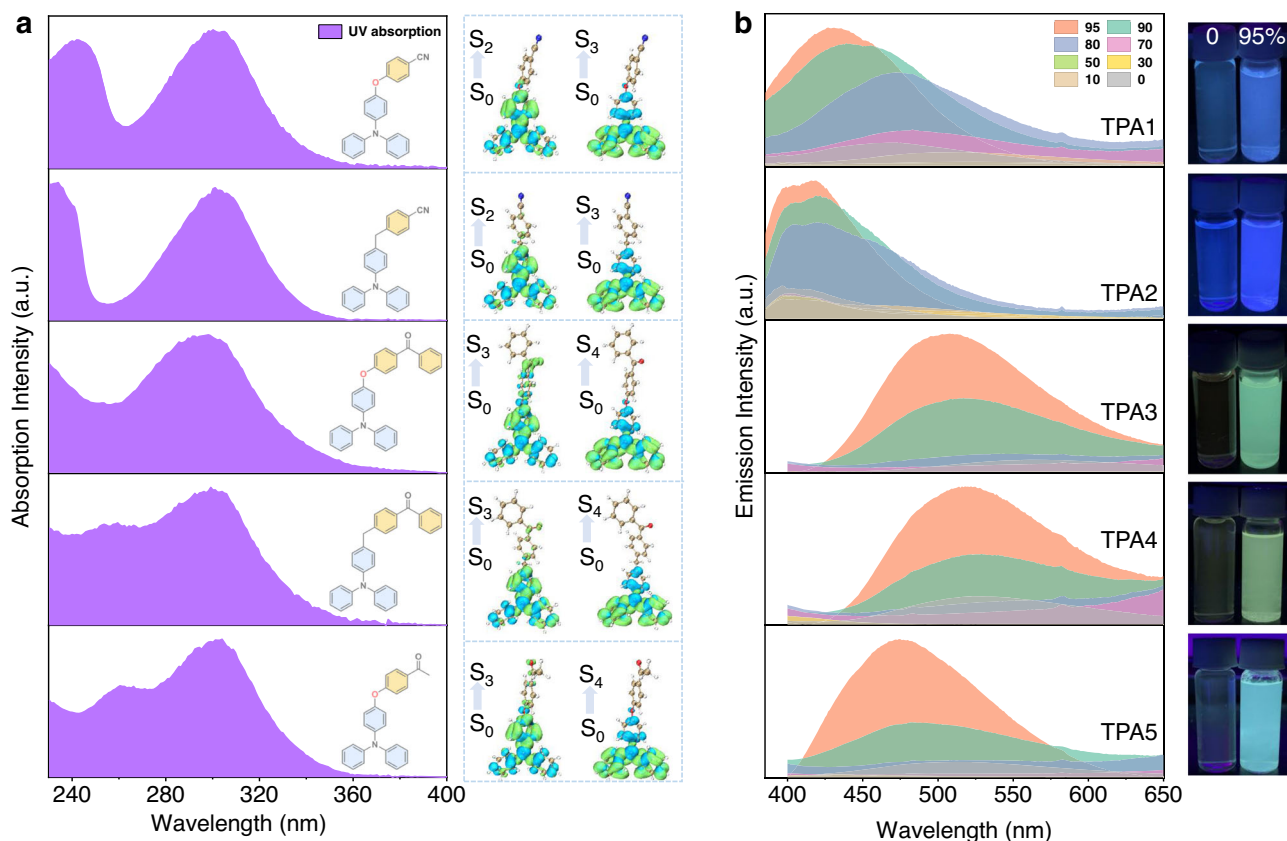 a
UV absorption
CN
O
N
S2
S3
S0
S0
CN
N
S2
S3
S0
S0
O
O
N
S3
S4
S0
S0
O
N
S3
S4
S0
S0
O
O
N
S3
S4
S0
S0
240 280 320 360 400
Wavelength (nm)
Absorption Intensity (a.u.)
b
95 90
80 70
50 30
10 0
TPA1
TPA2
TPA3
TPA4
TPA5
400 450 500 550 600 650
Wavelength (nm)
Emission Intensity (a.u.)
0 95%